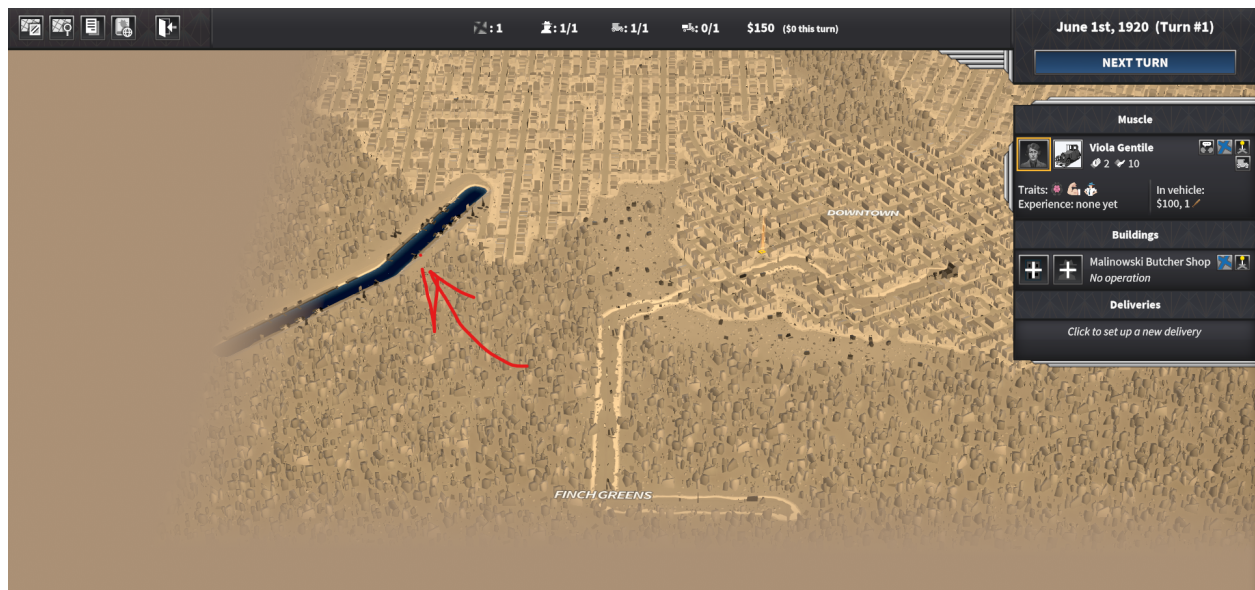 :1
:1/1
:1/1
:0/1
$150 ($0 this turn)
June 1st, 1920 (Turn #1)
NEXT TURN
Muscle
Viola Gentile
2 10
Traits:
Experience: none yet
In vehicle:
$100, 1
Buildings
Malinowski Butcher Shop
No operation
Deliveries
Click to set up a new delivery
DOWNTOWN
FINCH GREENS